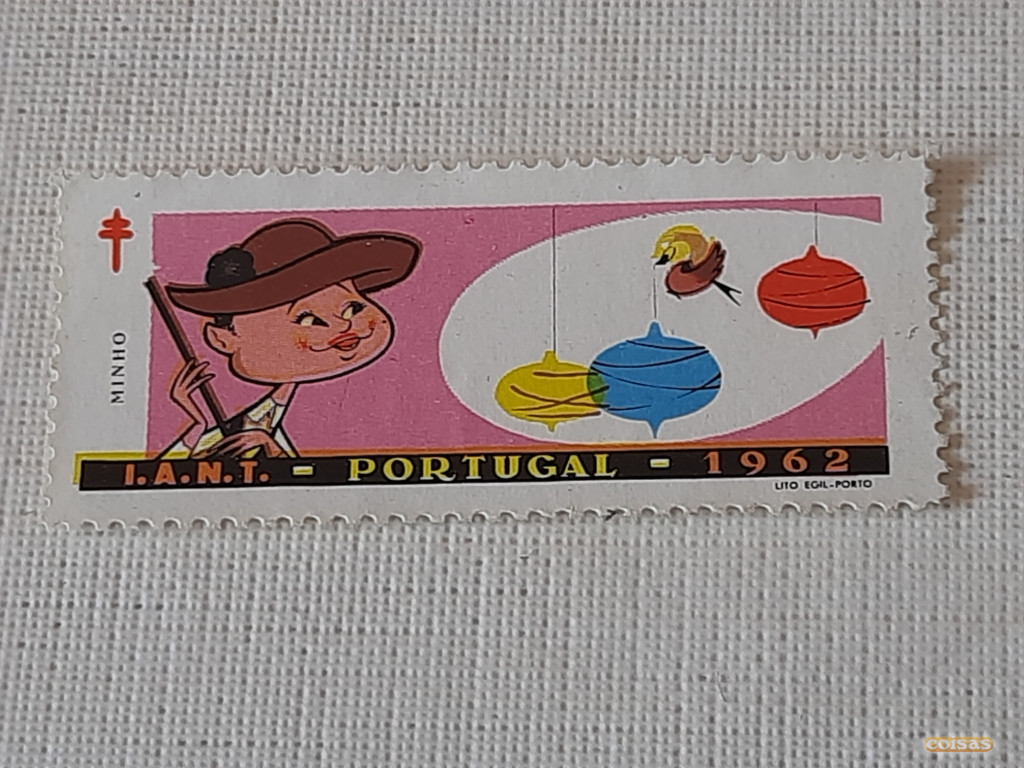 MINHO
I.A.N.T. - PORTUGAL - 1962
LITO EGIL-PORTO
coisas